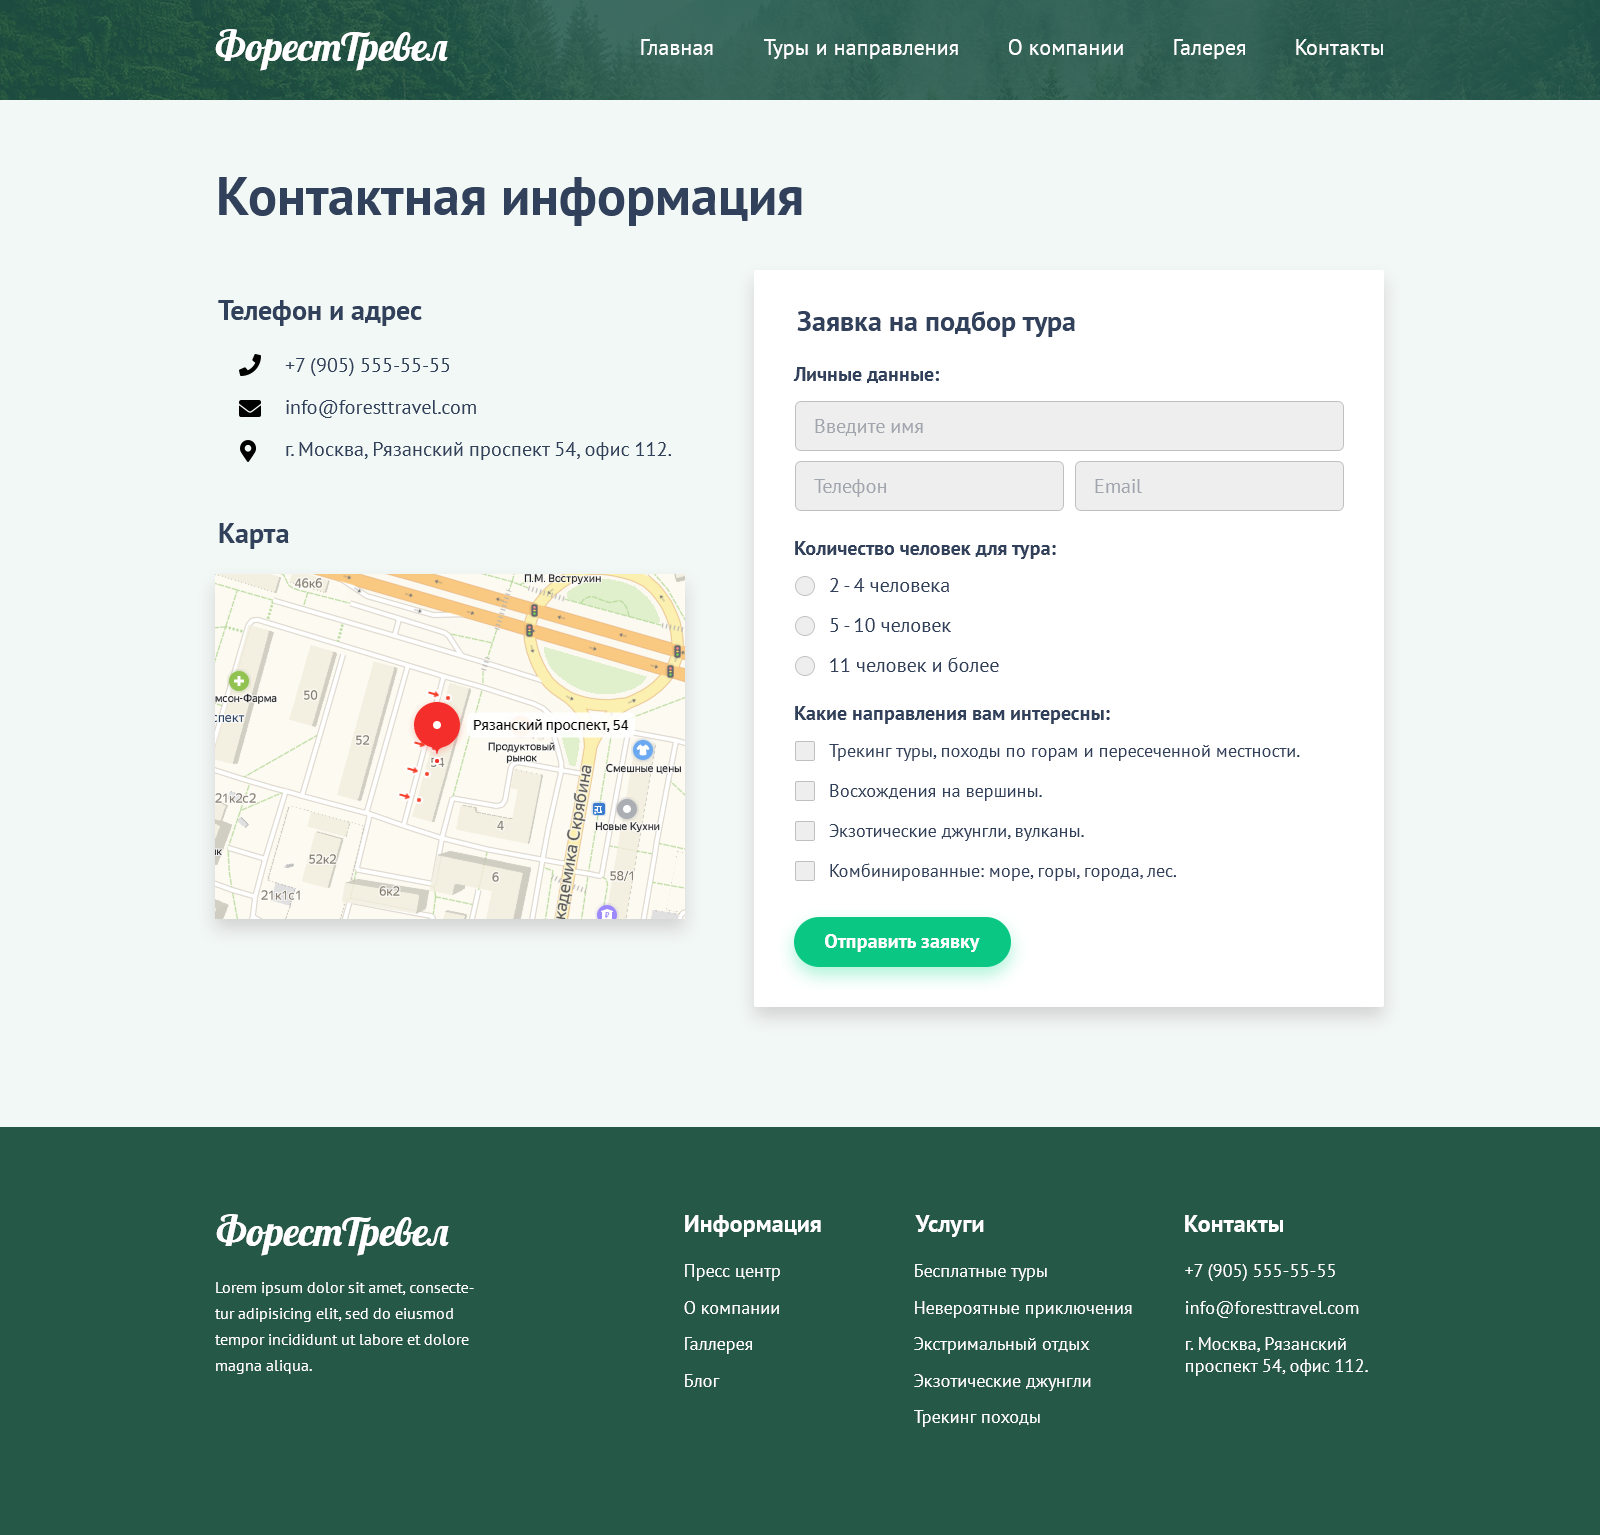 ФорестТревел
Главная
Туры и направления
О компании
Галерея
Контакты
Контактная информация
Телефон и адрес
+7 (905) 555-55-55
info@foresttravel.com
г. Москва, Рязанский проспект 54, офис 112.
Карта
46к6
П.М. Вострухин
мсон-Фарма
спект
50
52
Рязанский проспект, 54
54
Продуктовый
рынок
Смешные цены
21к2с2
4
Новые Кухни
кадемика Скрябина
ик
52к2
21к1с1
6к2
6
58/1
Заявка на подбор тура
Личные данные:
Введите имя
Телефон
Email
Количество человек для тура:
2 - 4 человека
5 - 10 человек
11 человек и более
Какие направления вам интересны:
Трекинг туры, походы по горам и пересеченной местности.
Восхождения на вершины.
Экзотические джунгли, вулканы.
Комбинированные: море, горы, города, лес.
Отправить заявку
ФорестТревел
Lorem ipsum dolor sit amet, consecte-
tur adipisicing elit, sed do eiusmod
tempor incididunt ut labore et dolore
magna aliqua.
Информация
Пресс центр
О компании
Галлерея
Блог
Услуги
Бесплатные туры
Невероятные приключения
Экстримальный отдых
Экзотические джунгли
Трекинг походы
Контакты
+7 (905) 555-55-55
info@foresttravel.com
г. Москва, Рязанский
проспект 54, офис 112.